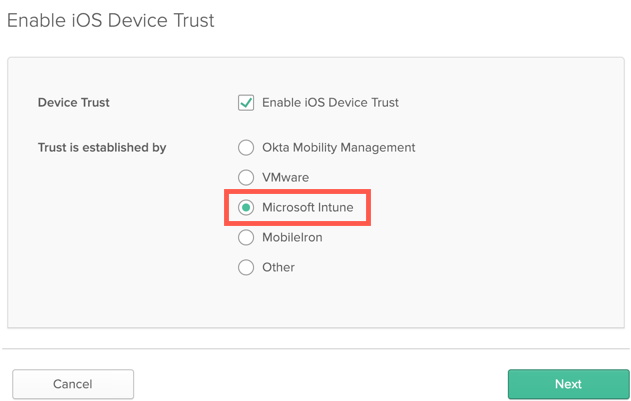 Enable iOS Device Trust
Device Trust Enable iOS Device Trust
Trust is established by Okta Mobility Management
VMware
Microsoft Intune
MobileIron
Other
Cancel Next